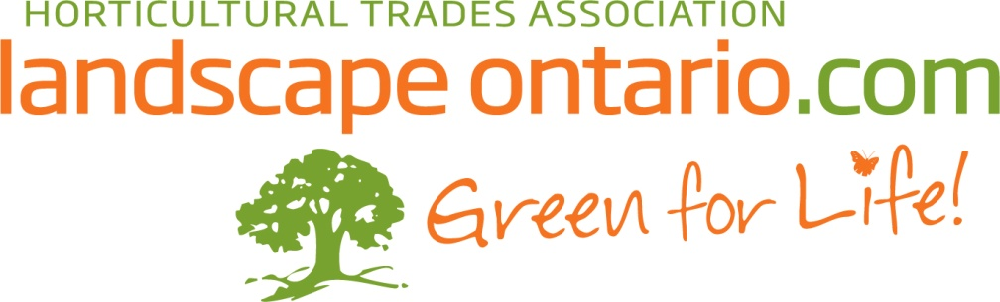 HORTICULTURAL TRADES ASSOCIATION
landscape ontario.com
Green for Life!